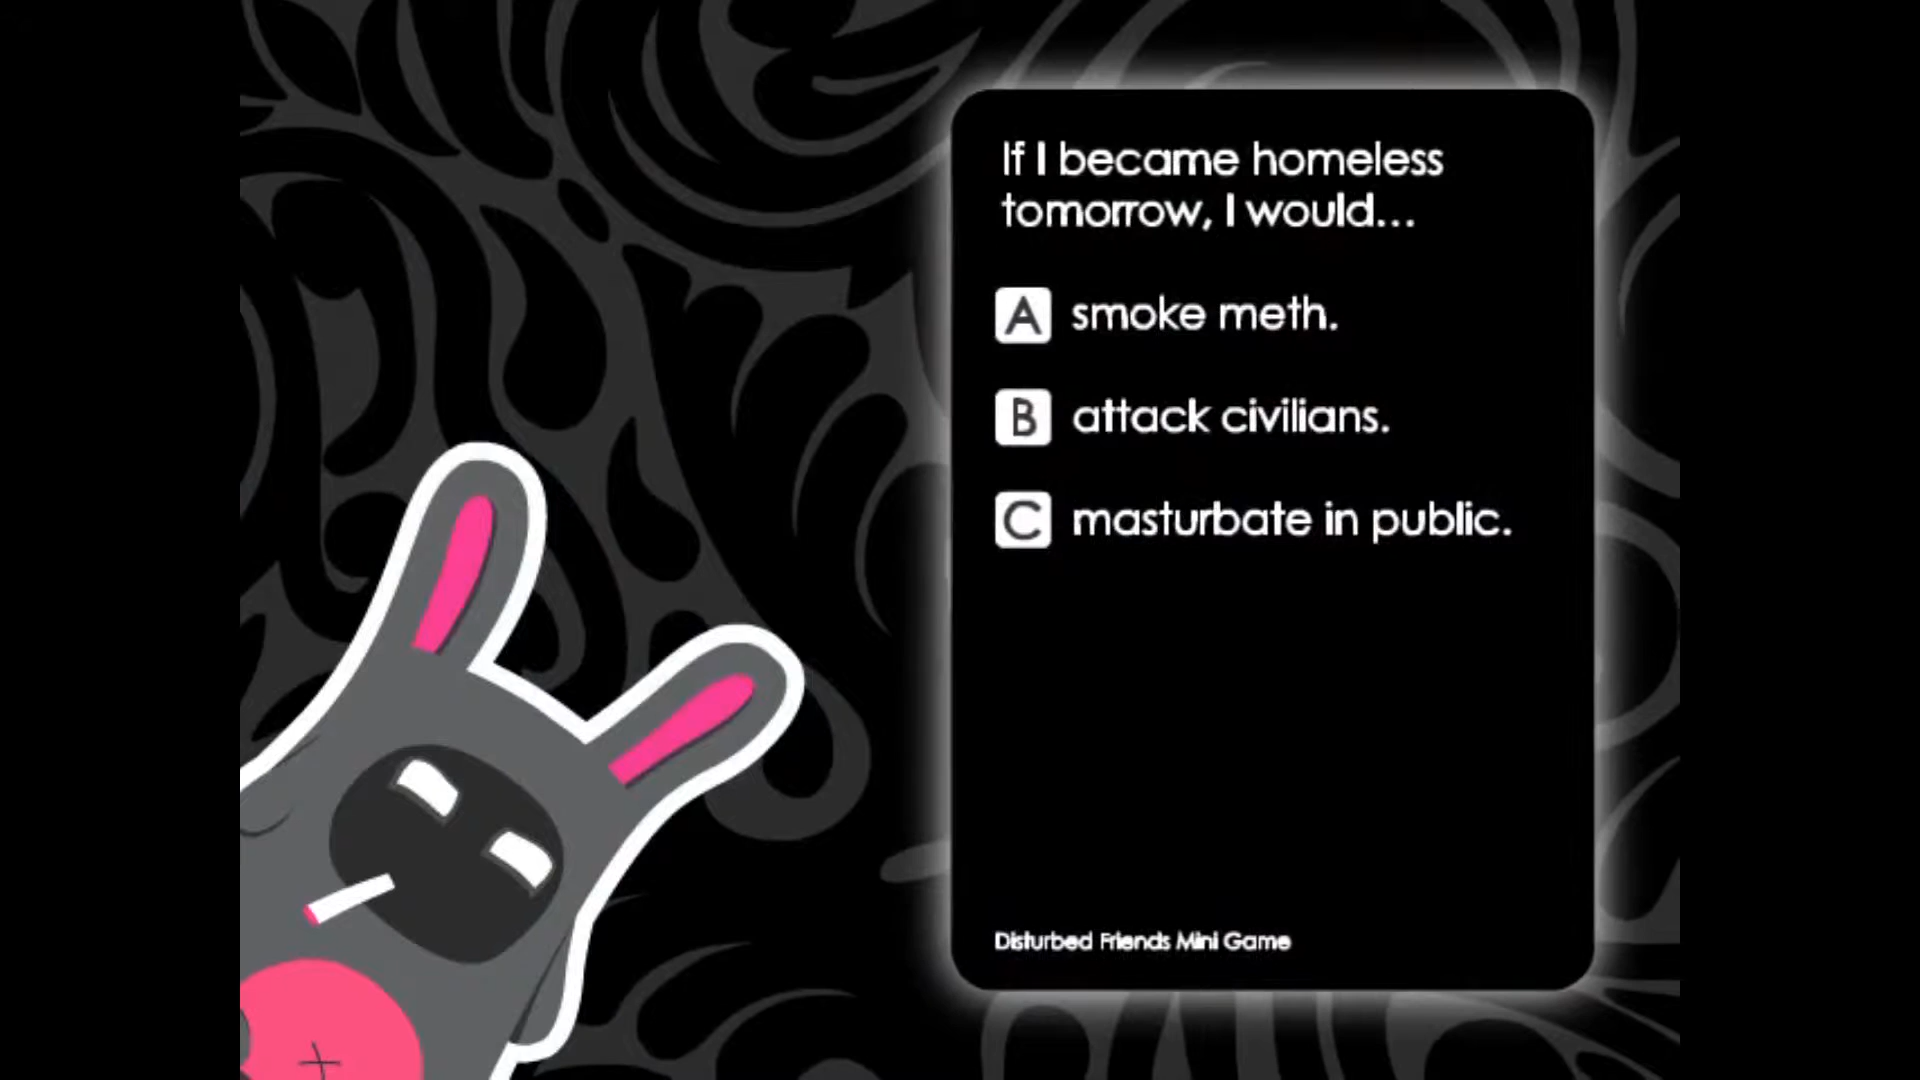 If I became homeless
tomorrow, I would...
A smoke meth.
B attack civilians.
C masturbate in public.
Disturbed Friends Mini Game